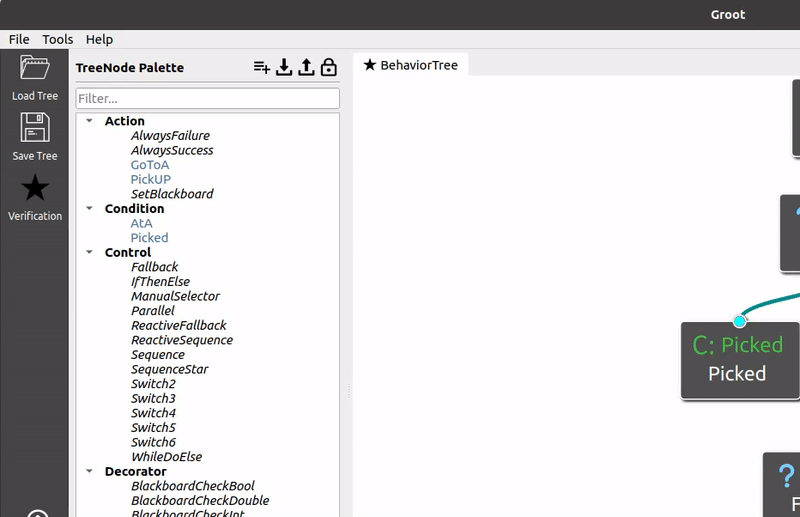 Groot
File Tools Help
Load Tree
Save Tree
Verification
TreeNode Palette
Filter...
Action
AlwaysFailure
AlwaysSuccess
GoToA
PickUP
SetBlackboard
Condition
AtA
Picked
Control
Fallback
IfThenElse
ManualSelector
Parallel
ReactiveFallback
ReactiveSequence
Sequence
SequenceStar
Switch2
Switch3
Switch4
Switch5
Switch6
WhileDoElse
Decorator
BlackboardCheckBool
BlackboardCheckDouble
BlackboardCheckInt
★ BehaviorTree
C: Picked
Picked
?
F